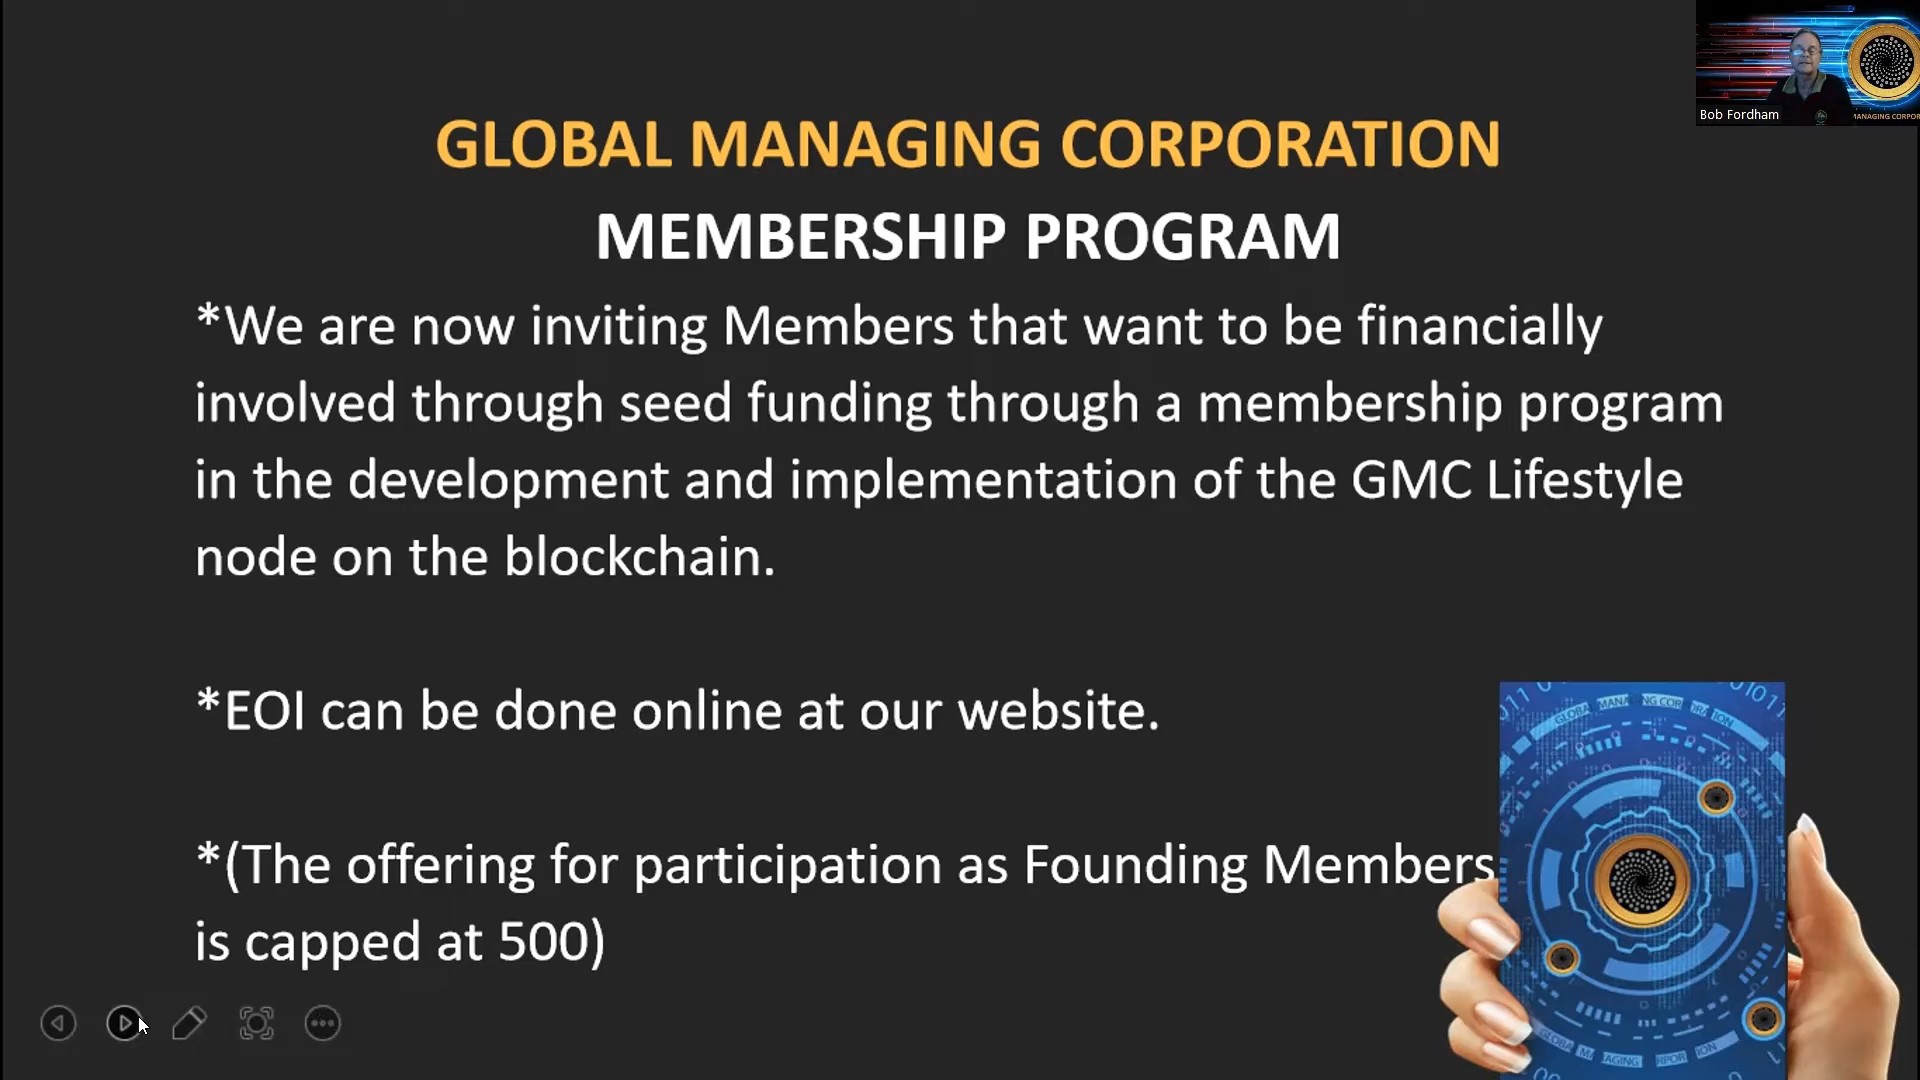 GLOBAL MANAGING CORPORATION
MEMBERSHIP PROGRAM
*We are now inviting Members that want to be financially
involved through seed funding through a membership program
in the development and implementation of the GMC Lifestyle
node on the blockchain.
*EOI can be done online at our website.
*(The offering for participation as Founding Members
is capped at 500)
Bob Fordham
MANAGING CORPOR